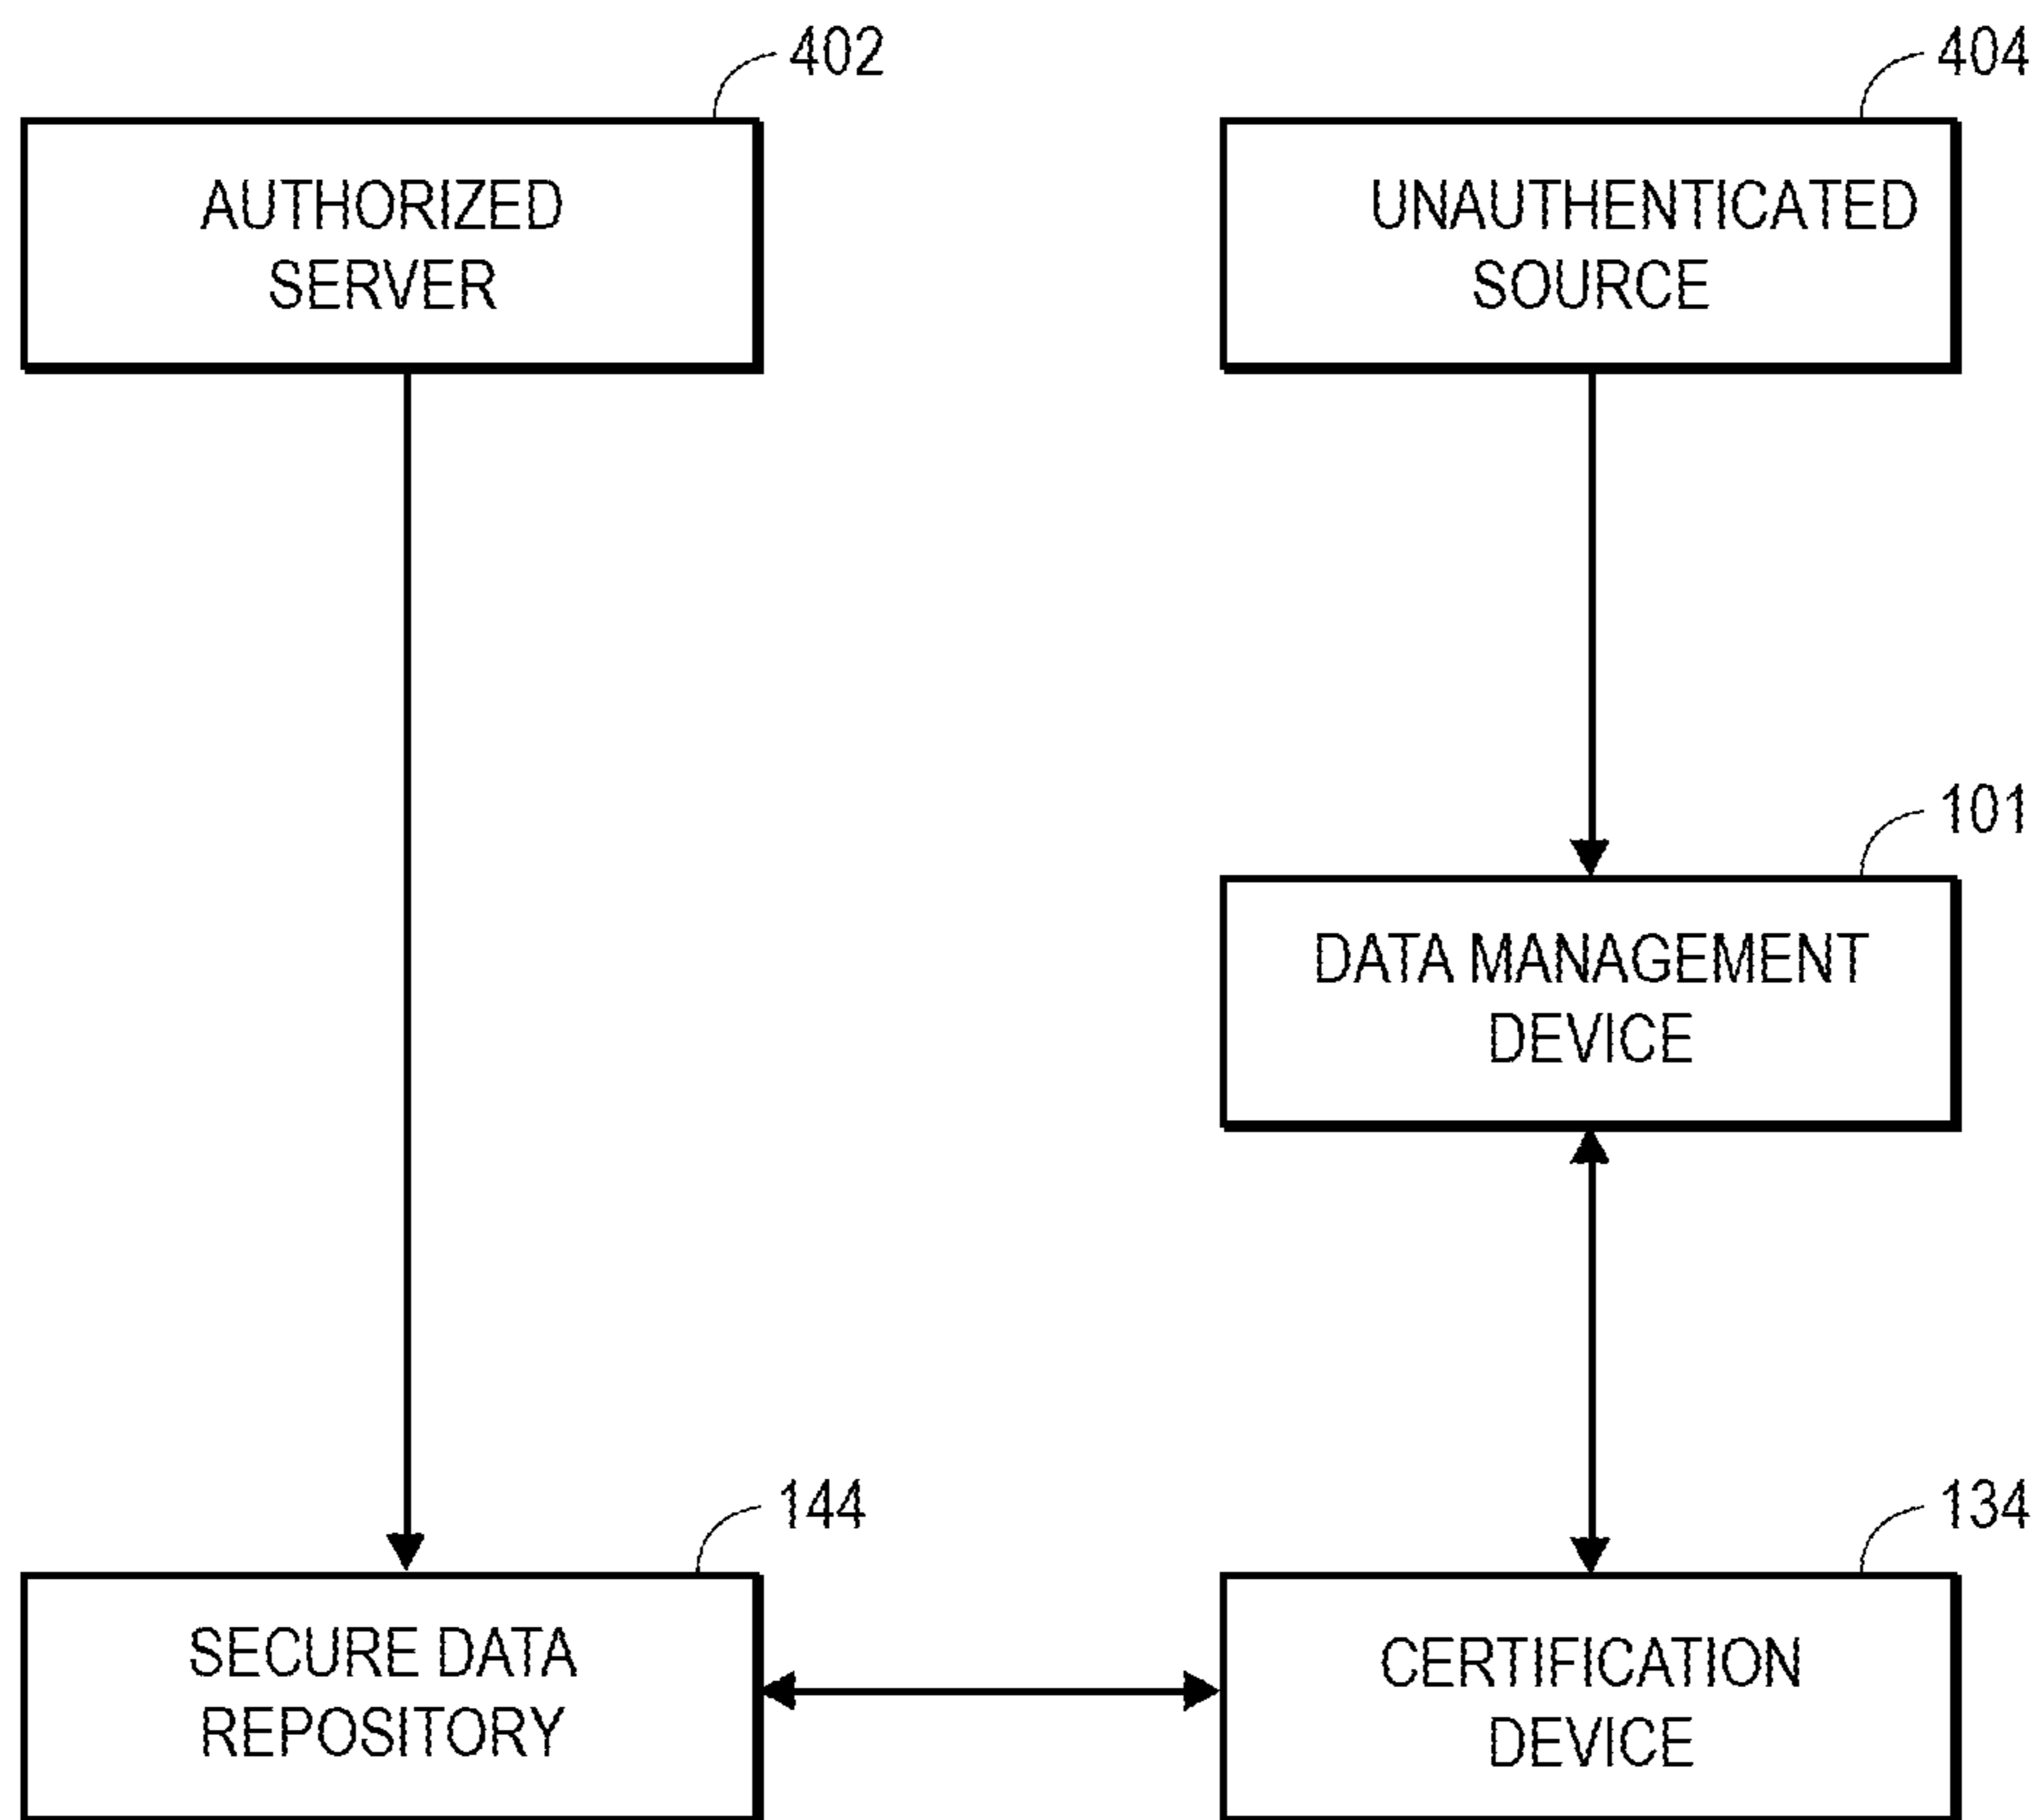 402
AUTHORIZED
SERVER
404
UNAUTHENTICATED
SOURCE
101
DATA MANAGEMENT
DEVICE
144
SECURE DATA
REPOSITORY
134
CERTIFICATION
DEVICE